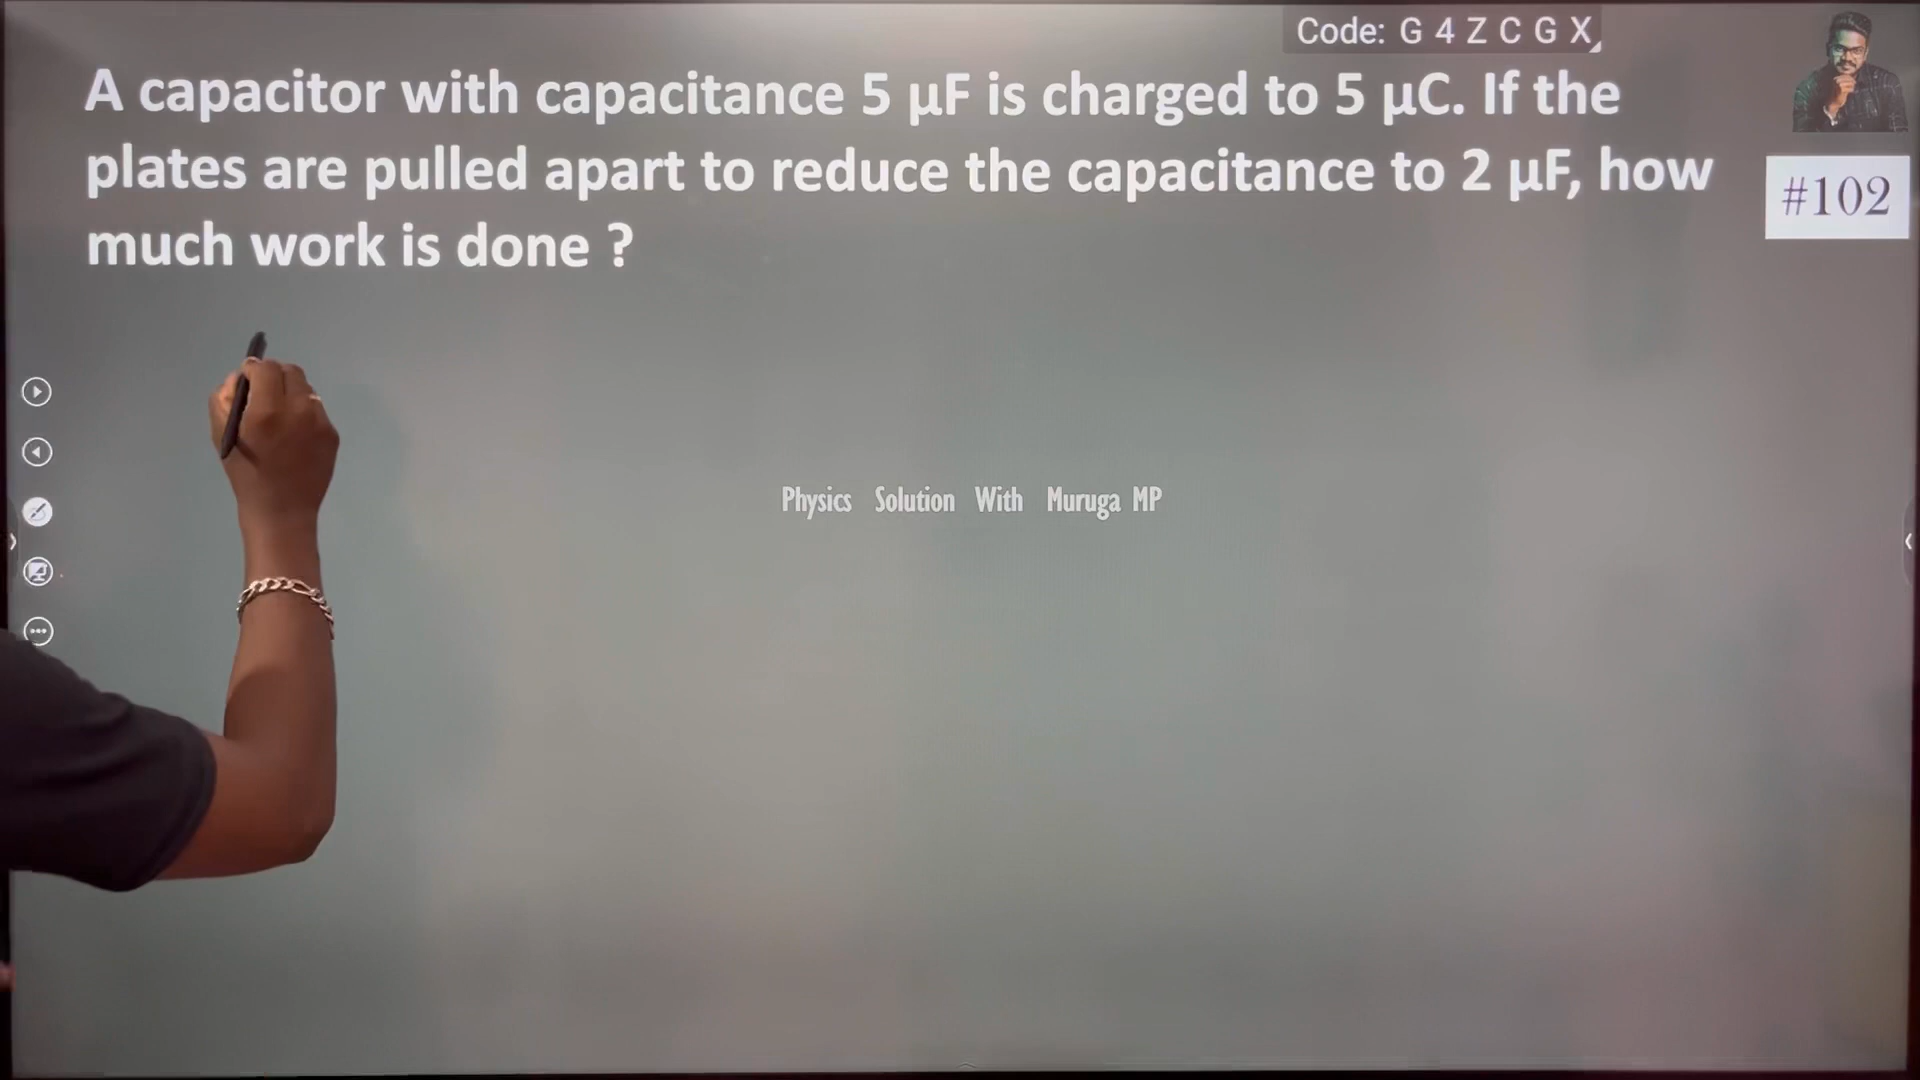 Code: G 4 Z C G X
A capacitor with capacitance 5 µF is charged to 5 µC. If the
plates are pulled apart to reduce the capacitance to 2 µF, how
much work is done ?
#102
Physics Solution With Muruga MP